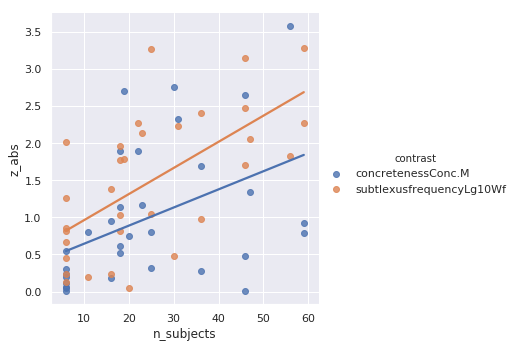 3.5
3.0
2.5
2.0
1.5
1.0
0.5
0.0
z_abs
10 20 30 40 50 60
n_subjects
contrast
concretenessConc.M
subtlexusfrequencyLg10Wf